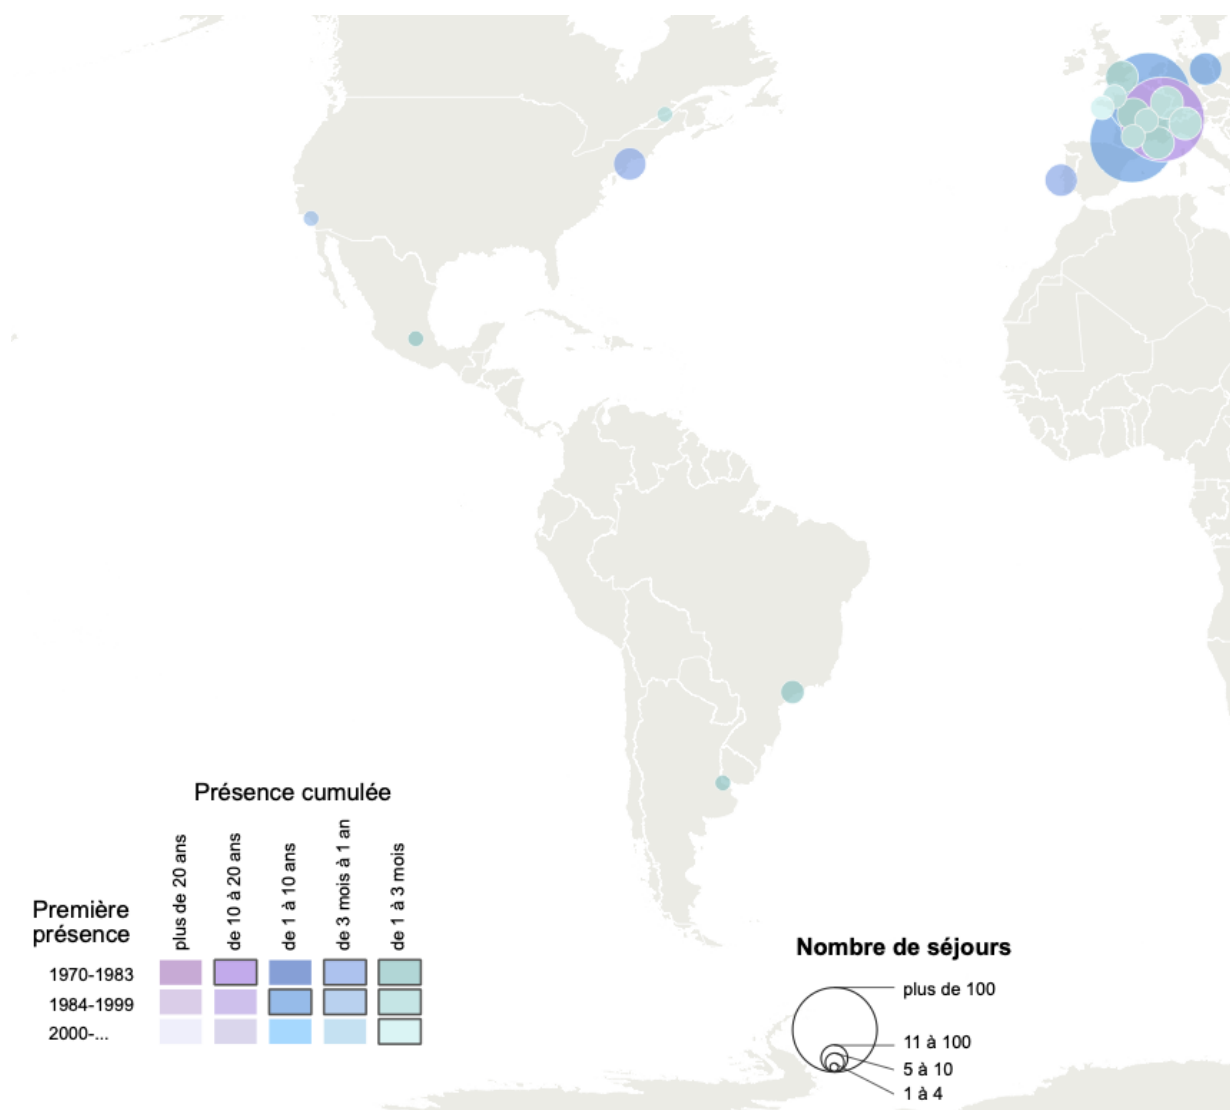 Présence cumulée
plus de 20 ans
de 10 à 20 ans
de 1 à 10 ans
de 3 mois à 1 an
de 1 à 3 mois
Première
présence
1970-1983
1984-1999
2000-...
Nombre de séjours
plus de 100
11 à 100
5 à 10
1 à 4